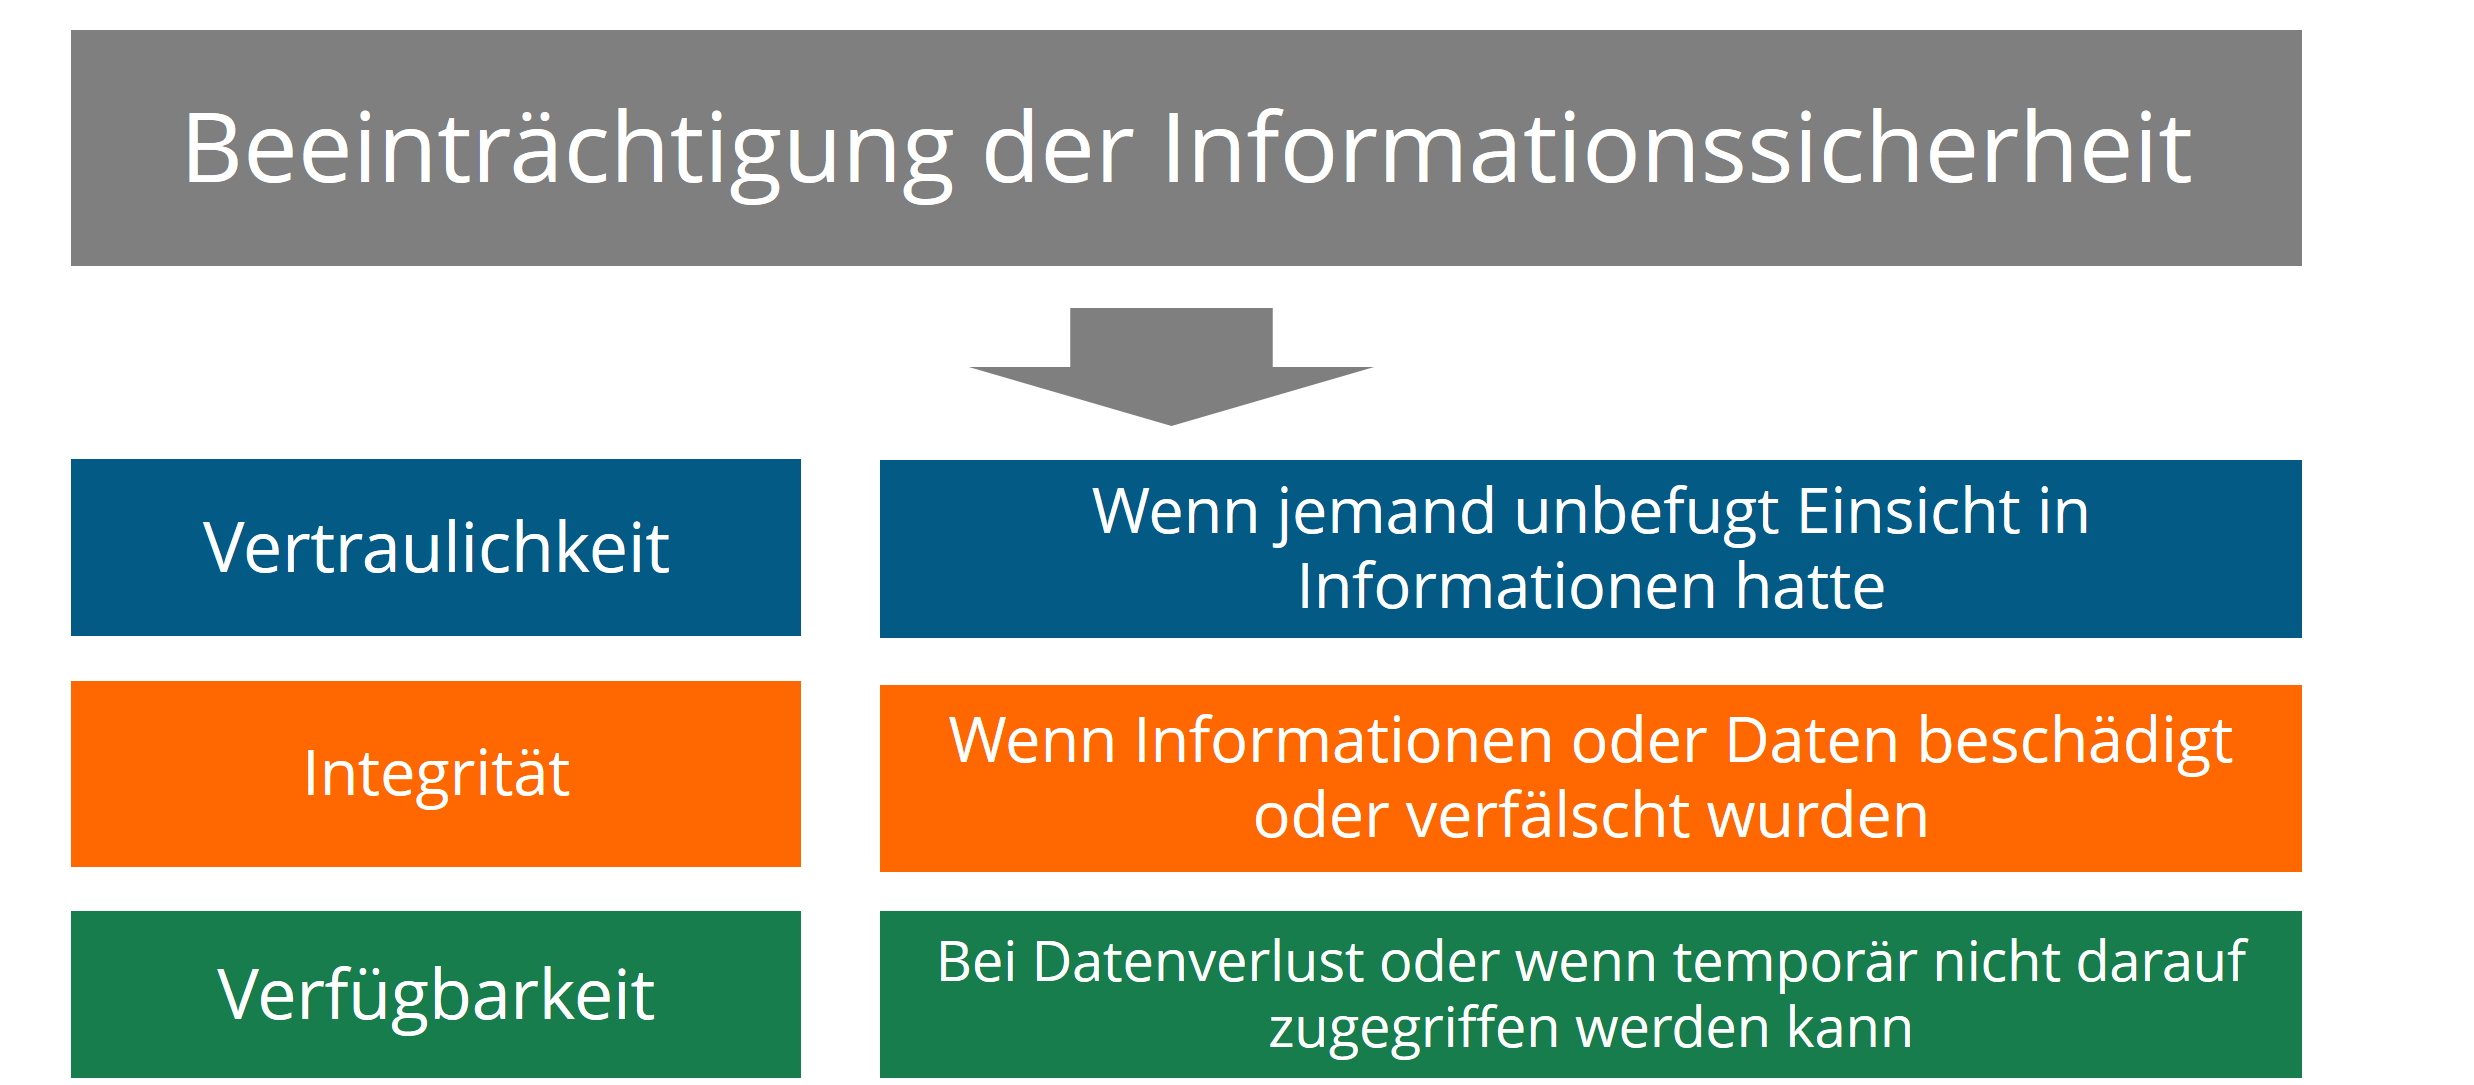 Beeinträchtigung der Informationssicherheit
Vertraulichkeit
Wenn jemand unbefugt Einsicht in
Informationen hatte
Integrität
Wenn Informationen oder Daten beschädigt
oder verfälscht wurden
Verfügbarkeit
Bei Datenverlust oder wenn temporär nicht darauf
zugegriffen werden kann